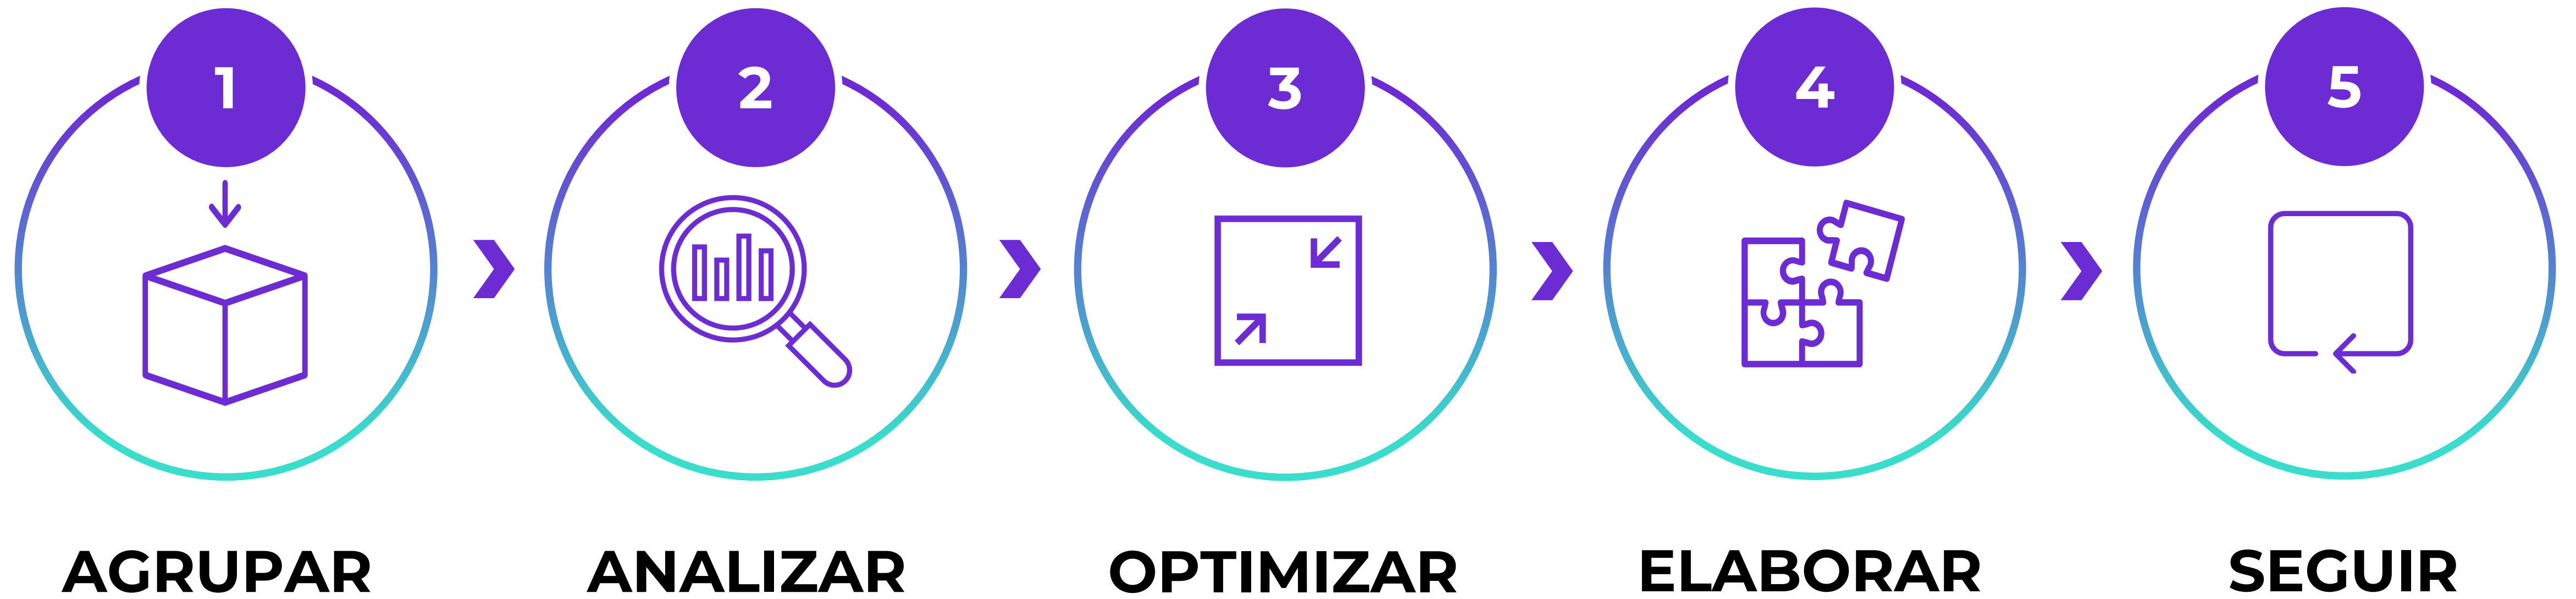 1
2
3
4
5
AGRUPAR
ANALIZAR
OPTIMIZAR
ELABORAR
SEGUIR